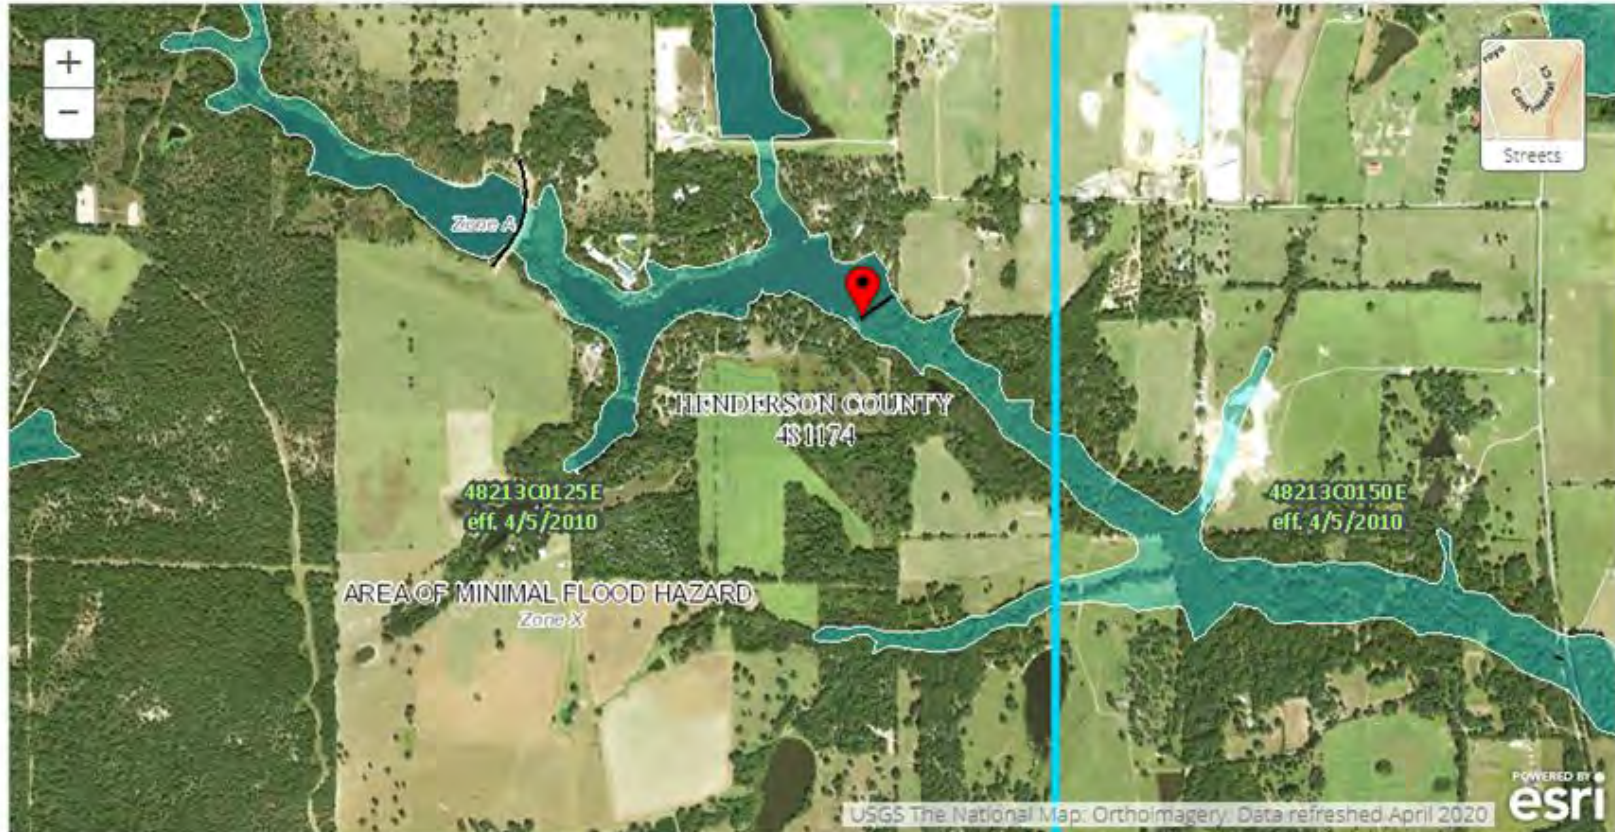 +
−
Streets
Zone A
HENDERSON COUNTY
481174
48213C0125E
eff. 4/5/2010
48213C0150E
eff. 4/5/2010
AREA OF MINIMAL FLOOD HAZARD
Zone X
POWERED BY
esri
USGS The National Map: Orthoimagery. Data refreshed April 2020